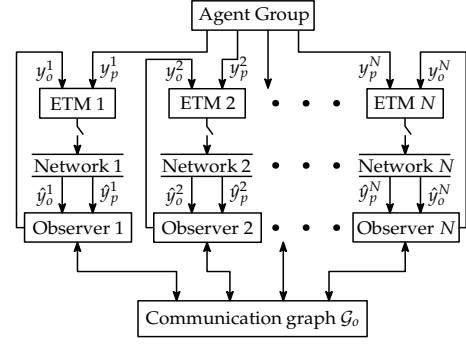 Agent Group
y_o^1 y_p^1 y_o^2 y_p^2 y_p^N y_o^N
ETM 1 ETM 2 • • • ETM N
Network 1 Network 2 • • • Network N
ŷ_o^1 ŷ_p^1 ŷ_o^2 ŷ_p^2 ŷ_p^N ŷ_o^N
Observer 1 Observer 2 • • • Observer N
Communication graph 𝒢_o